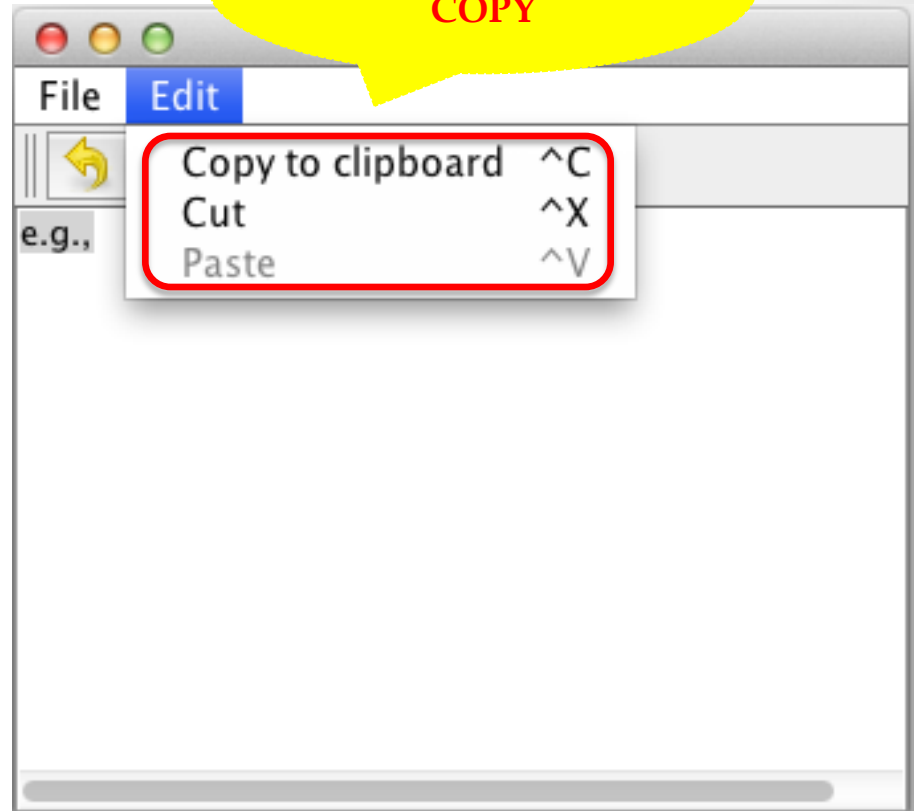 COPY
File Edit
Copy to clipboard ^C
Cut ^X
Paste ^V
e.g.,